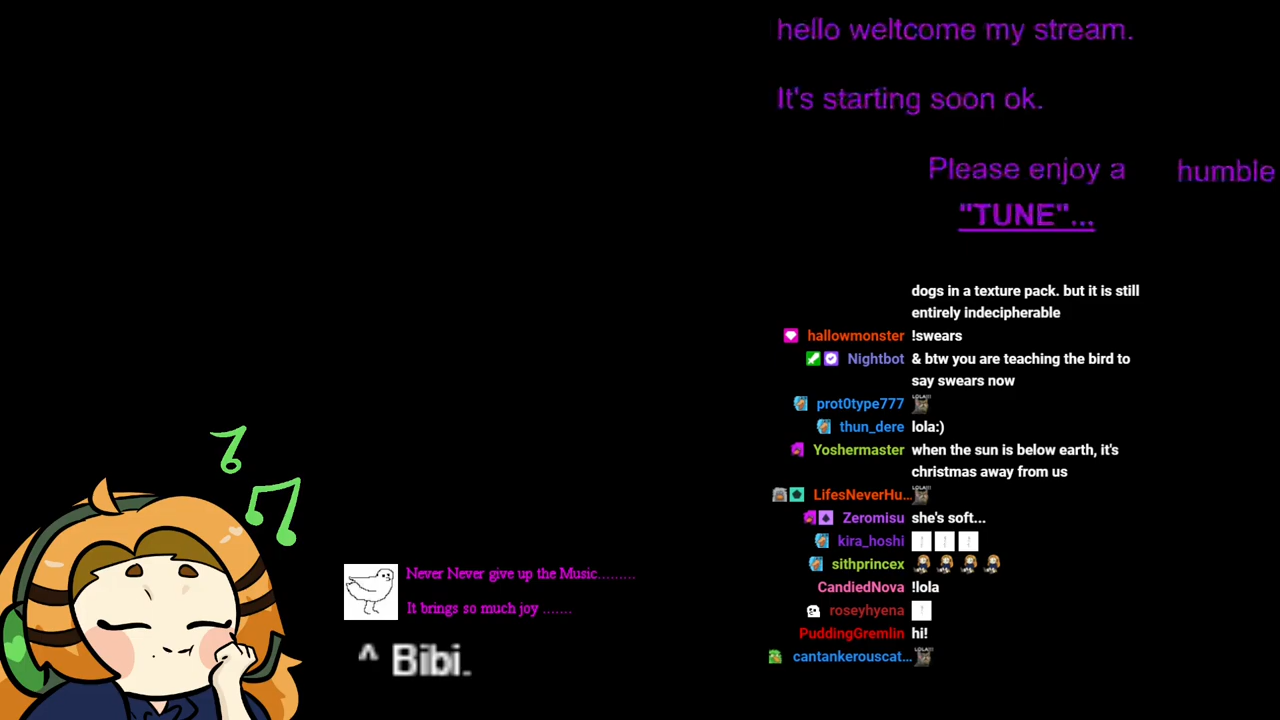 hello weltcome my stream.
It's starting soon ok.
Please enjoy a humble
"TUNE"...
dogs in a texture pack. but it is still
entirely indecipherable
hallowmonster !swears
Nightbot & btw you are teaching the bird to
say swears now
prot0type777
thun_dere lola:)
Yoshermaster when the sun is below earth, it's
christmas away from us
LifesNeverHu...
Zeromisu she's soft...
kira_hoshi
sithprincex
CandiedNova !lola
roseyhyena
PuddingGremlin hi!
cantankerouscat...
Never Never give up the Music.........
It brings so much joy .......
^ Bibi.